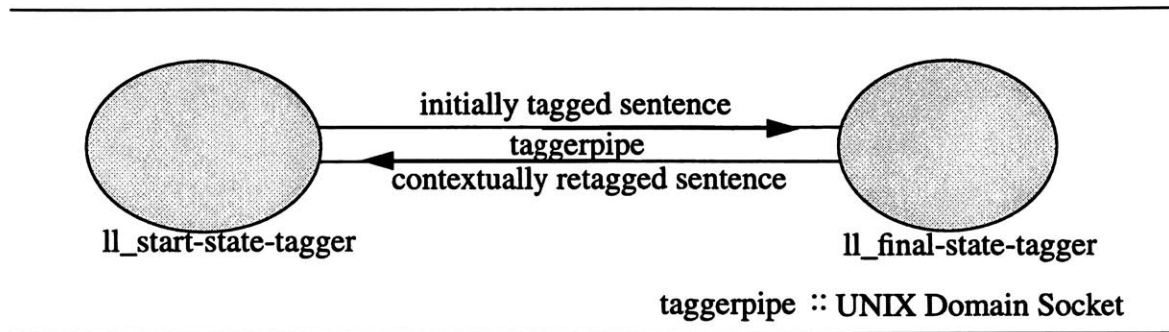 initially tagged sentence
taggerpipe
contextually retagged sentence
ll_start-state-tagger
ll_final-state-tagger
taggerpipe :: UNIX Domain Socket